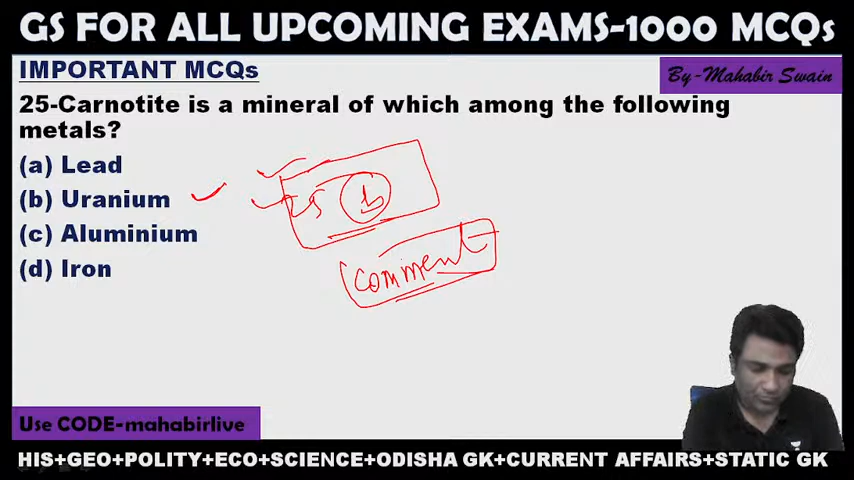 GS FOR ALL UPCOMING EXAMS-1000 MCQs
IMPORTANT MCQs
By-Mahabir Swain
25-Carnotite is a mineral of which among the following
metals?
(a) Lead
(b) Uranium
(c) Aluminium
(d) Iron
25 b
comment
Use CODE-mahabirlive
HIS+GEO+POLITY+ECO+SCIENCE+ODISHA GK+CURRENT AFFAIRS+STATIC GK